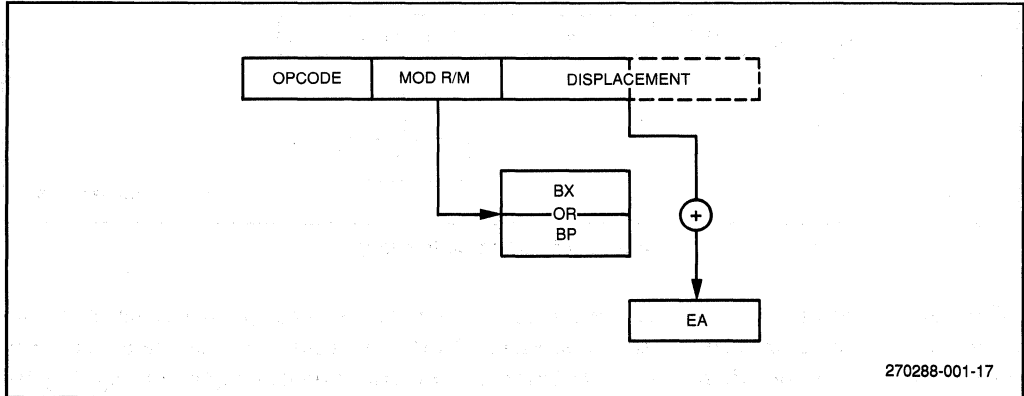 OPCODE MOD R/M DISPLACEMENT
BX
OR
BP
+
EA
270288-001-17